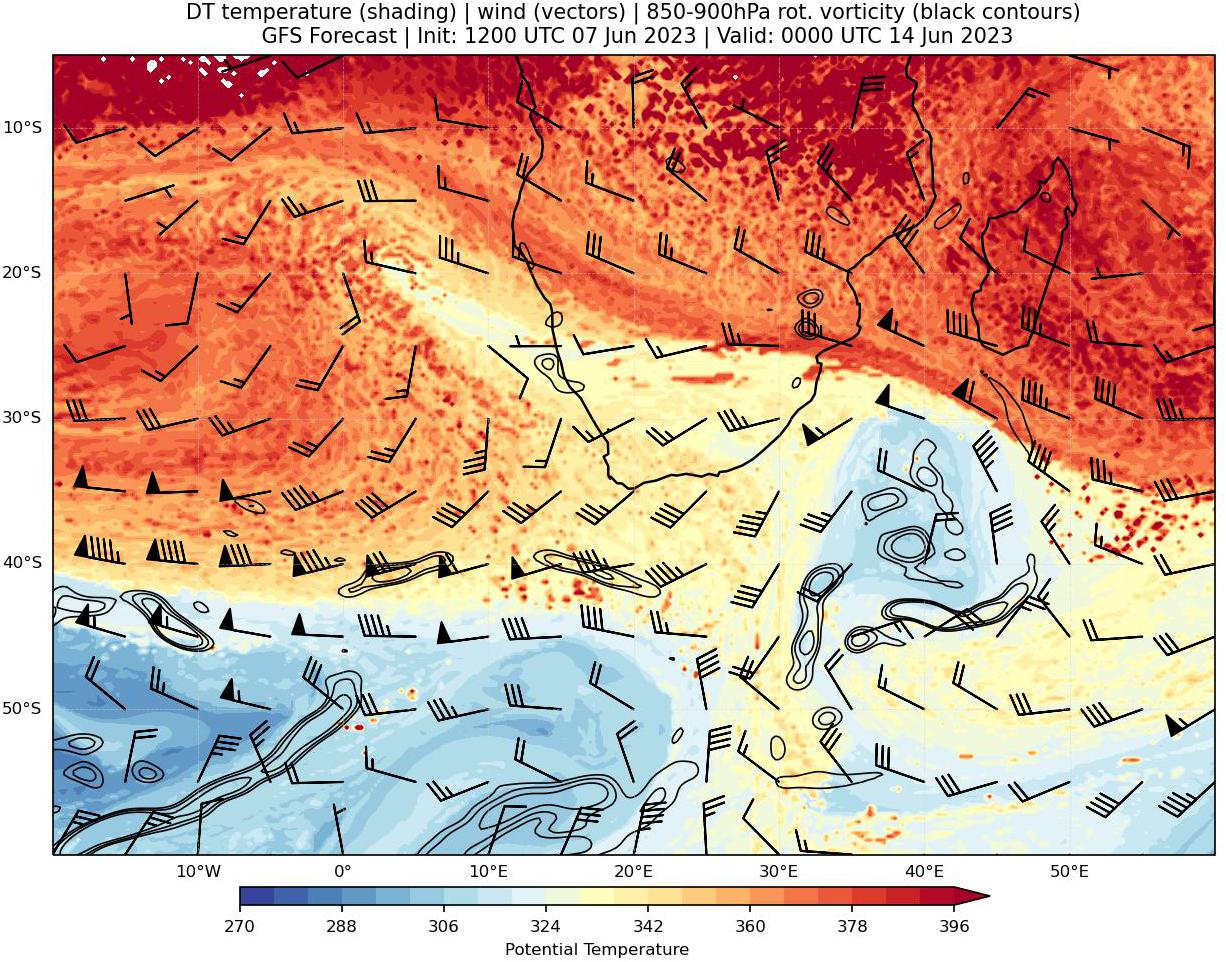 DT temperature (shading) | wind (vectors) | 850-900hPa rot. vorticity (black contours)
GFS Forecast | Init: 1200 UTC 07 Jun 2023 | Valid: 0000 UTC 14 Jun 2023
10°S
20°S
30°S
40°S
50°S
10°W 0° 10°E 20°E 30°E 40°E 50°E
270 288 306 324 342 360 378 396
Potential Temperature